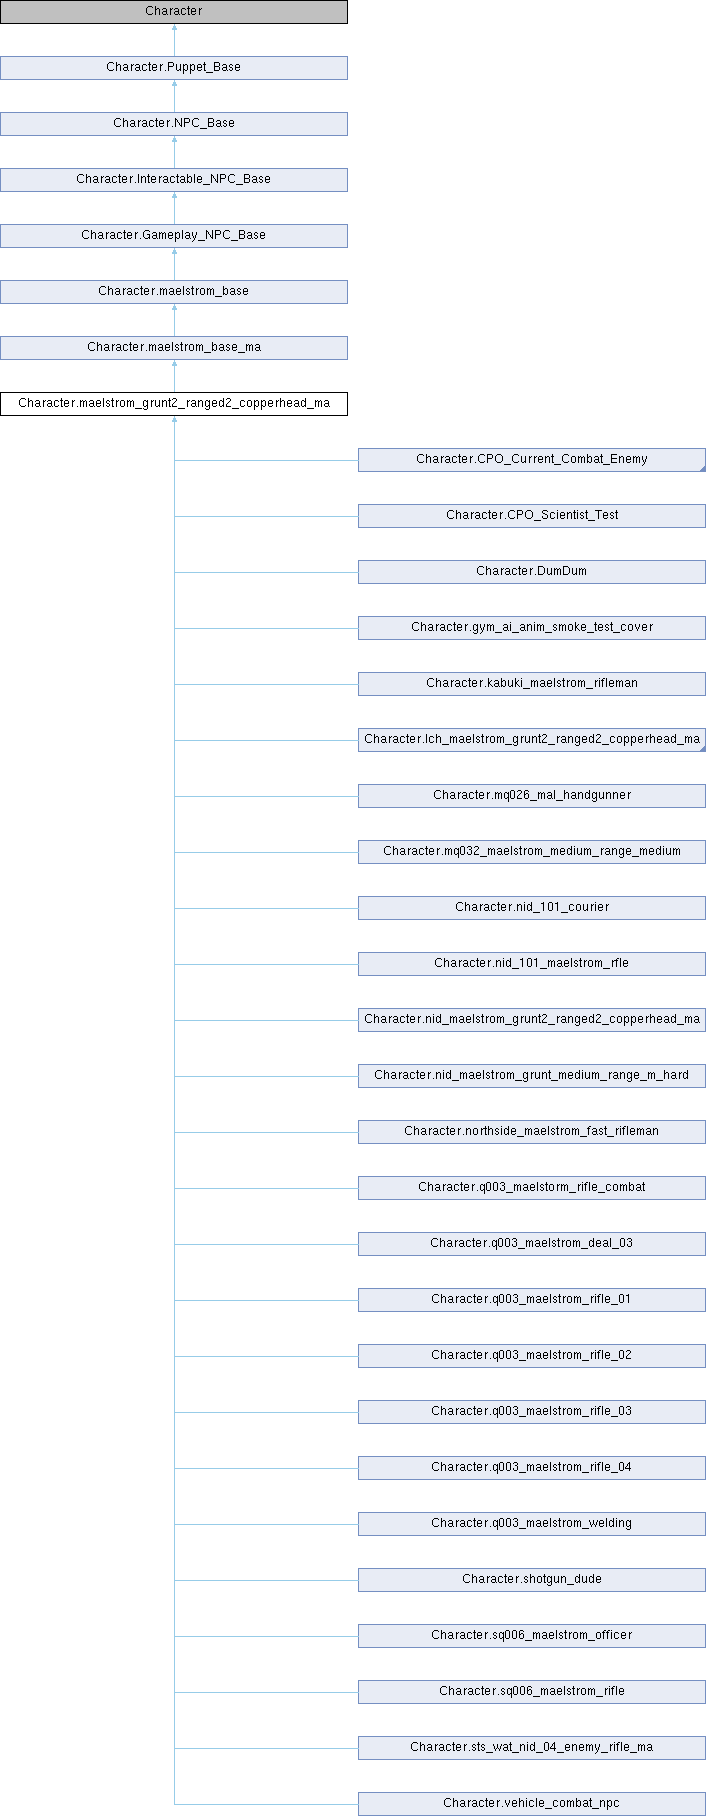 Character
Character.Puppet_Base
Character.NPC_Base
Character.Interactable_NPC_Base
Character.Gameplay_NPC_Base
Character.maelstrom_base
Character.maelstrom_base_ma
Character.maelstrom_grunt2_ranged2_copperhead_ma
Character.CPO_Current_Combat_Enemy
Character.CPO_Scientist_Test
Character.DumDum
Character.gym_ai_anim_smoke_test_cover
Character.kabuki_maelstrom_rifleman
Character.lch_maelstrom_grunt2_ranged2_copperhead_ma
Character.mq026_mal_handgunner
Character.mq032_maelstrom_medium_range_medium
Character.nid_101_courier
Character.nid_101_maelstrom_rfle
Character.nid_maelstrom_grunt2_ranged2_copperhead_ma
Character.nid_maelstrom_grunt_medium_range_m_hard
Character.northside_maelstrom_fast_rifleman
Character.q003_maelstorm_rifle_combat
Character.q003_maelstrom_deal_03
Character.q003_maelstrom_rifle_01
Character.q003_maelstrom_rifle_02
Character.q003_maelstrom_rifle_03
Character.q003_maelstrom_rifle_04
Character.q003_maelstrom_welding
Character.shotgun_dude
Character.sq006_maelstrom_officer
Character.sq006_maelstrom_rifle
Character.sts_wat_nid_04_enemy_rifle_ma
Character.vehicle_combat_npc